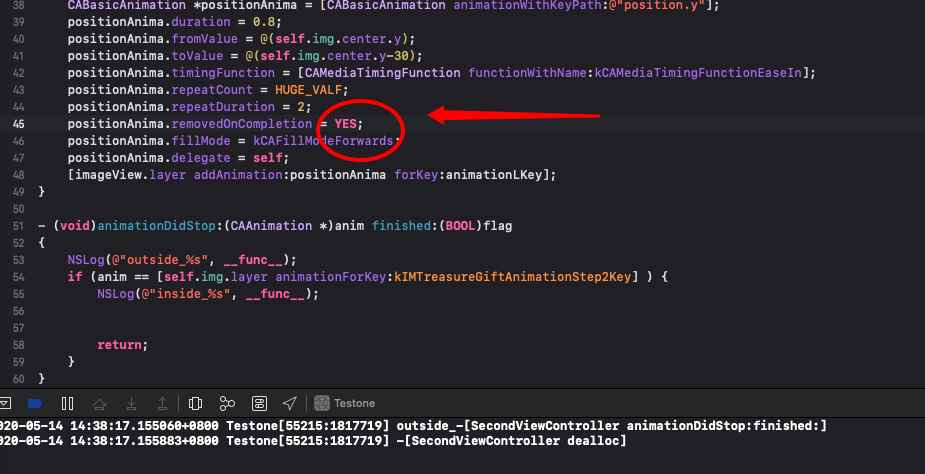 38 CABasicAnimation *positionAnima = [CABasicAnimation animationWithKeyPath:@"position.y"];
39 positionAnima.duration = 0.8;
40 positionAnima.fromValue = @(self.img.center.y);
41 positionAnima.toValue = @(self.img.center.y-30);
42 positionAnima.timingFunction = [CAMediaTimingFunction functionWithName:kCAMediaTimingFunctionEaseIn];
43 positionAnima.repeatCount = HUGE_VALF;
44 positionAnima.repeatDuration = 2;
45 positionAnima.removedOnCompletion = YES;
46 positionAnima.fillMode = kCAFillModeForwards;
47 positionAnima.delegate = self;
48 [imageView.layer addAnimation:positionAnima forKey:animationLKey];
49 }
50
51 - (void)animationDidStop:(CAAnimation *)anim finished:(BOOL)flag
52 {
53 NSLog(@"outside_%s", __func__);
54 if (anim == [self.img.layer animationForKey:kIMTreasureGiftAnimationStep2Key] ) {
55 NSLog(@"inside_%s", __func__);
56
57
58 return;
59 }
60 }
Testone
020-05-14 14:38:17.155060+0800 Testone[55215:1817719] outside_-[SecondViewController animationDidStop:finished:]
020-05-14 14:38:17.155883+0800 Testone[55215:1817719] -[SecondViewController dealloc]